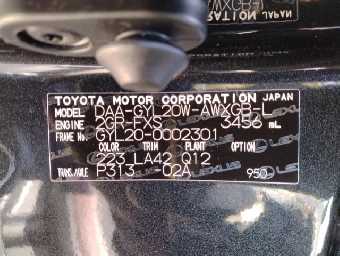 TOYOTA MOTOR CORPORATION JAPAN
MODEL DAA-GYL20W-AWXGB-L
ENGINE 2GR-FXS 3456 mL
FRAME No. GYL20-0002301
COLOR TRIM PLANT OPTION
223 LA42 Q12
TRANS/AXLE P313 -02A 950
LEXUS